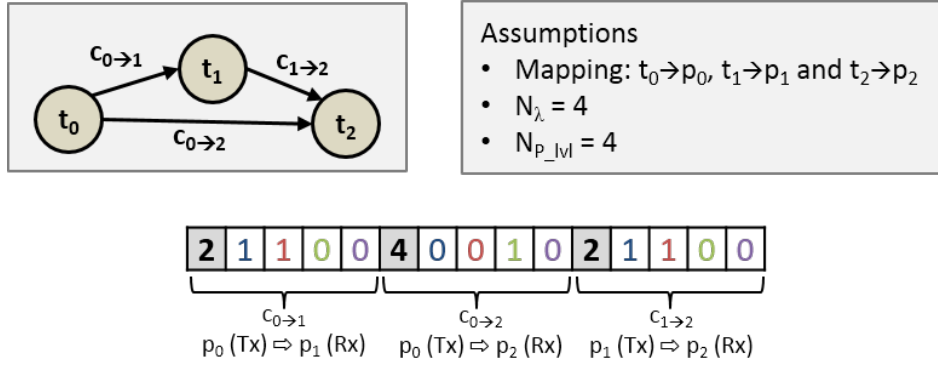 c0→1
t1
c1→2
t0
t2
c0→2
Assumptions
• Mapping: t0→p0, t1→p1 and t2→p2
• Nλ = 4
• NP_lvl = 4
2 1 1 0 0 4 0 0 1 0 2 1 1 0 0
c0→1 c0→2 c1→2
p0 (Tx) ⇨ p1 (Rx) p0 (Tx) ⇨ p2 (Rx) p1 (Tx) ⇨ p2 (Rx)